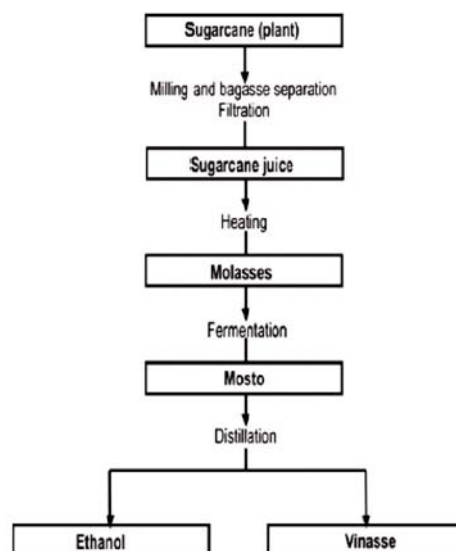 Sugarcane (plant)
Milling and bagasse separation
Filtration
Sugarcane juice
Heating
Molasses
Fermentation
Mosto
Distillation
Ethanol
Vinasse